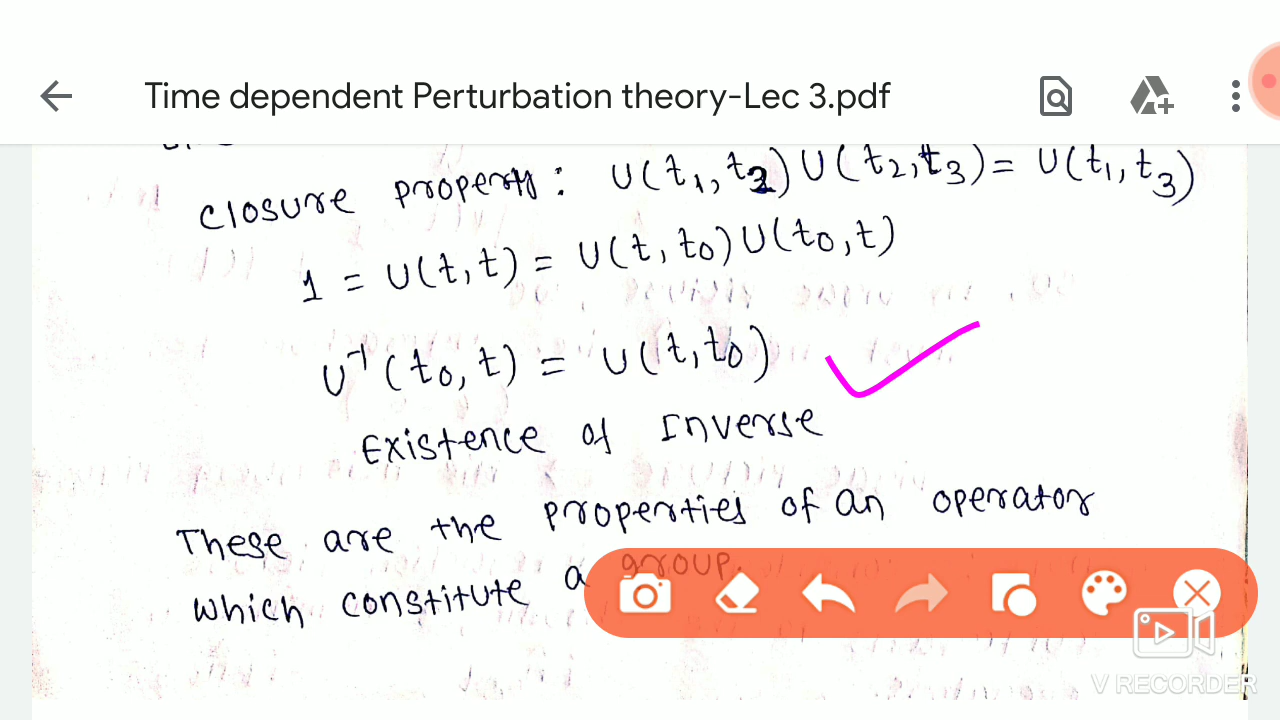 Time dependent Perturbation theory-Lec 3.pdf
closure property: U(t₁,t₂)U(t₂,t₃)= U(t₁,t₃)
1 = U(t,t) = U(t,t₀)U(t₀,t)
U⁻¹(t₀,t) = U(t,t₀)
Existence of Inverse
These are the properties of an operator
which constitute a group.
V RECORDER